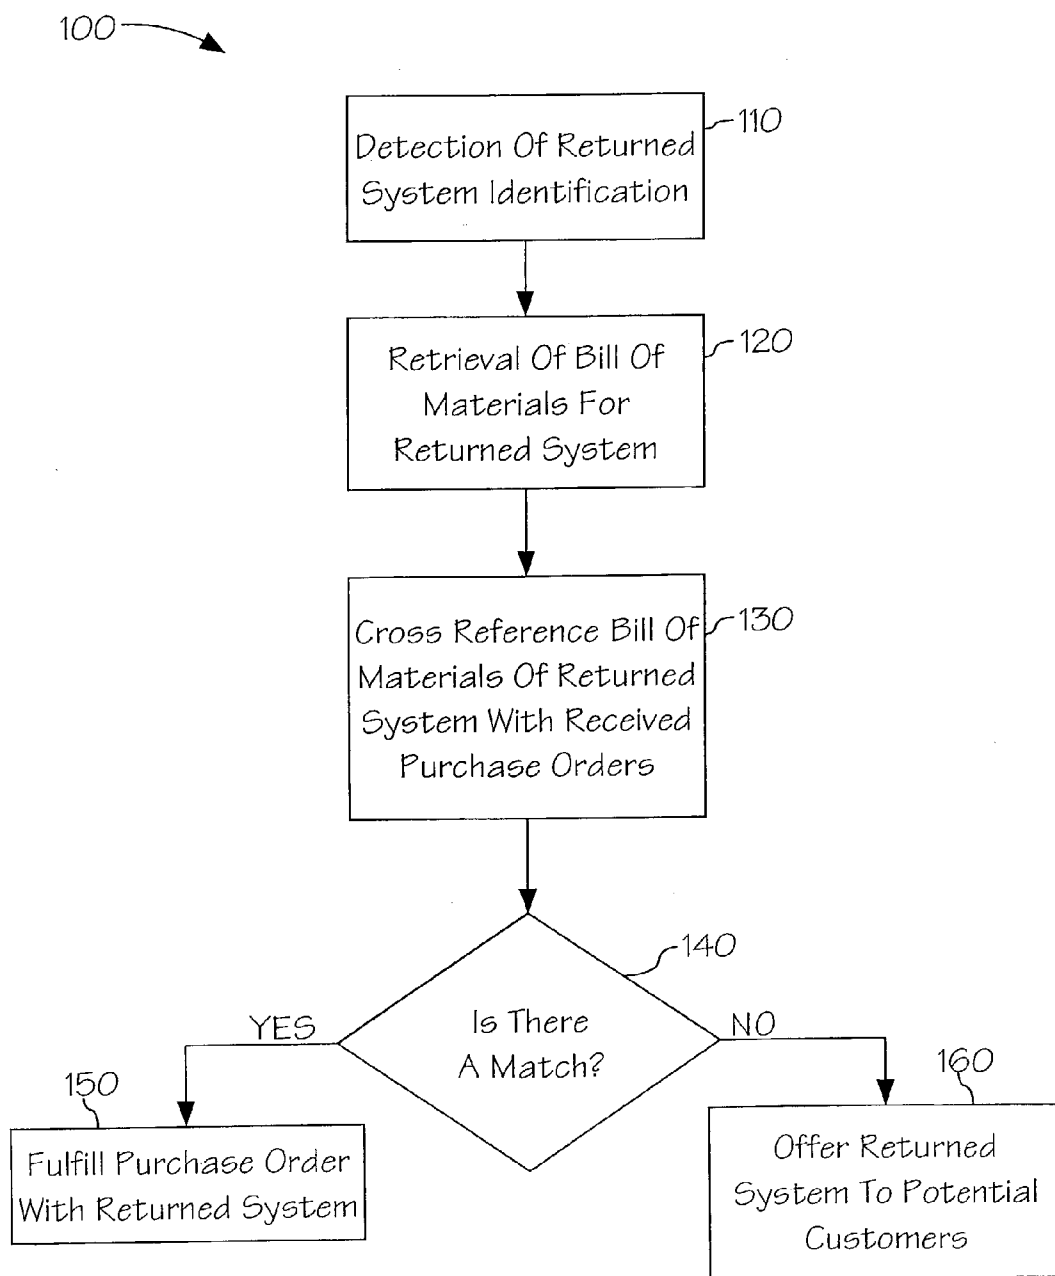 100
110
Detection Of Returned
System Identification
120
Retrieval Of Bill Of
Materials For
Returned System
130
Cross Reference Bill Of
Materials Of Returned
System With Received
Purchase Orders
140
Is There
A Match?
YES
NO
150
Fulfill Purchase Order
With Returned System
160
Offer Returned
System To Potential
Customers